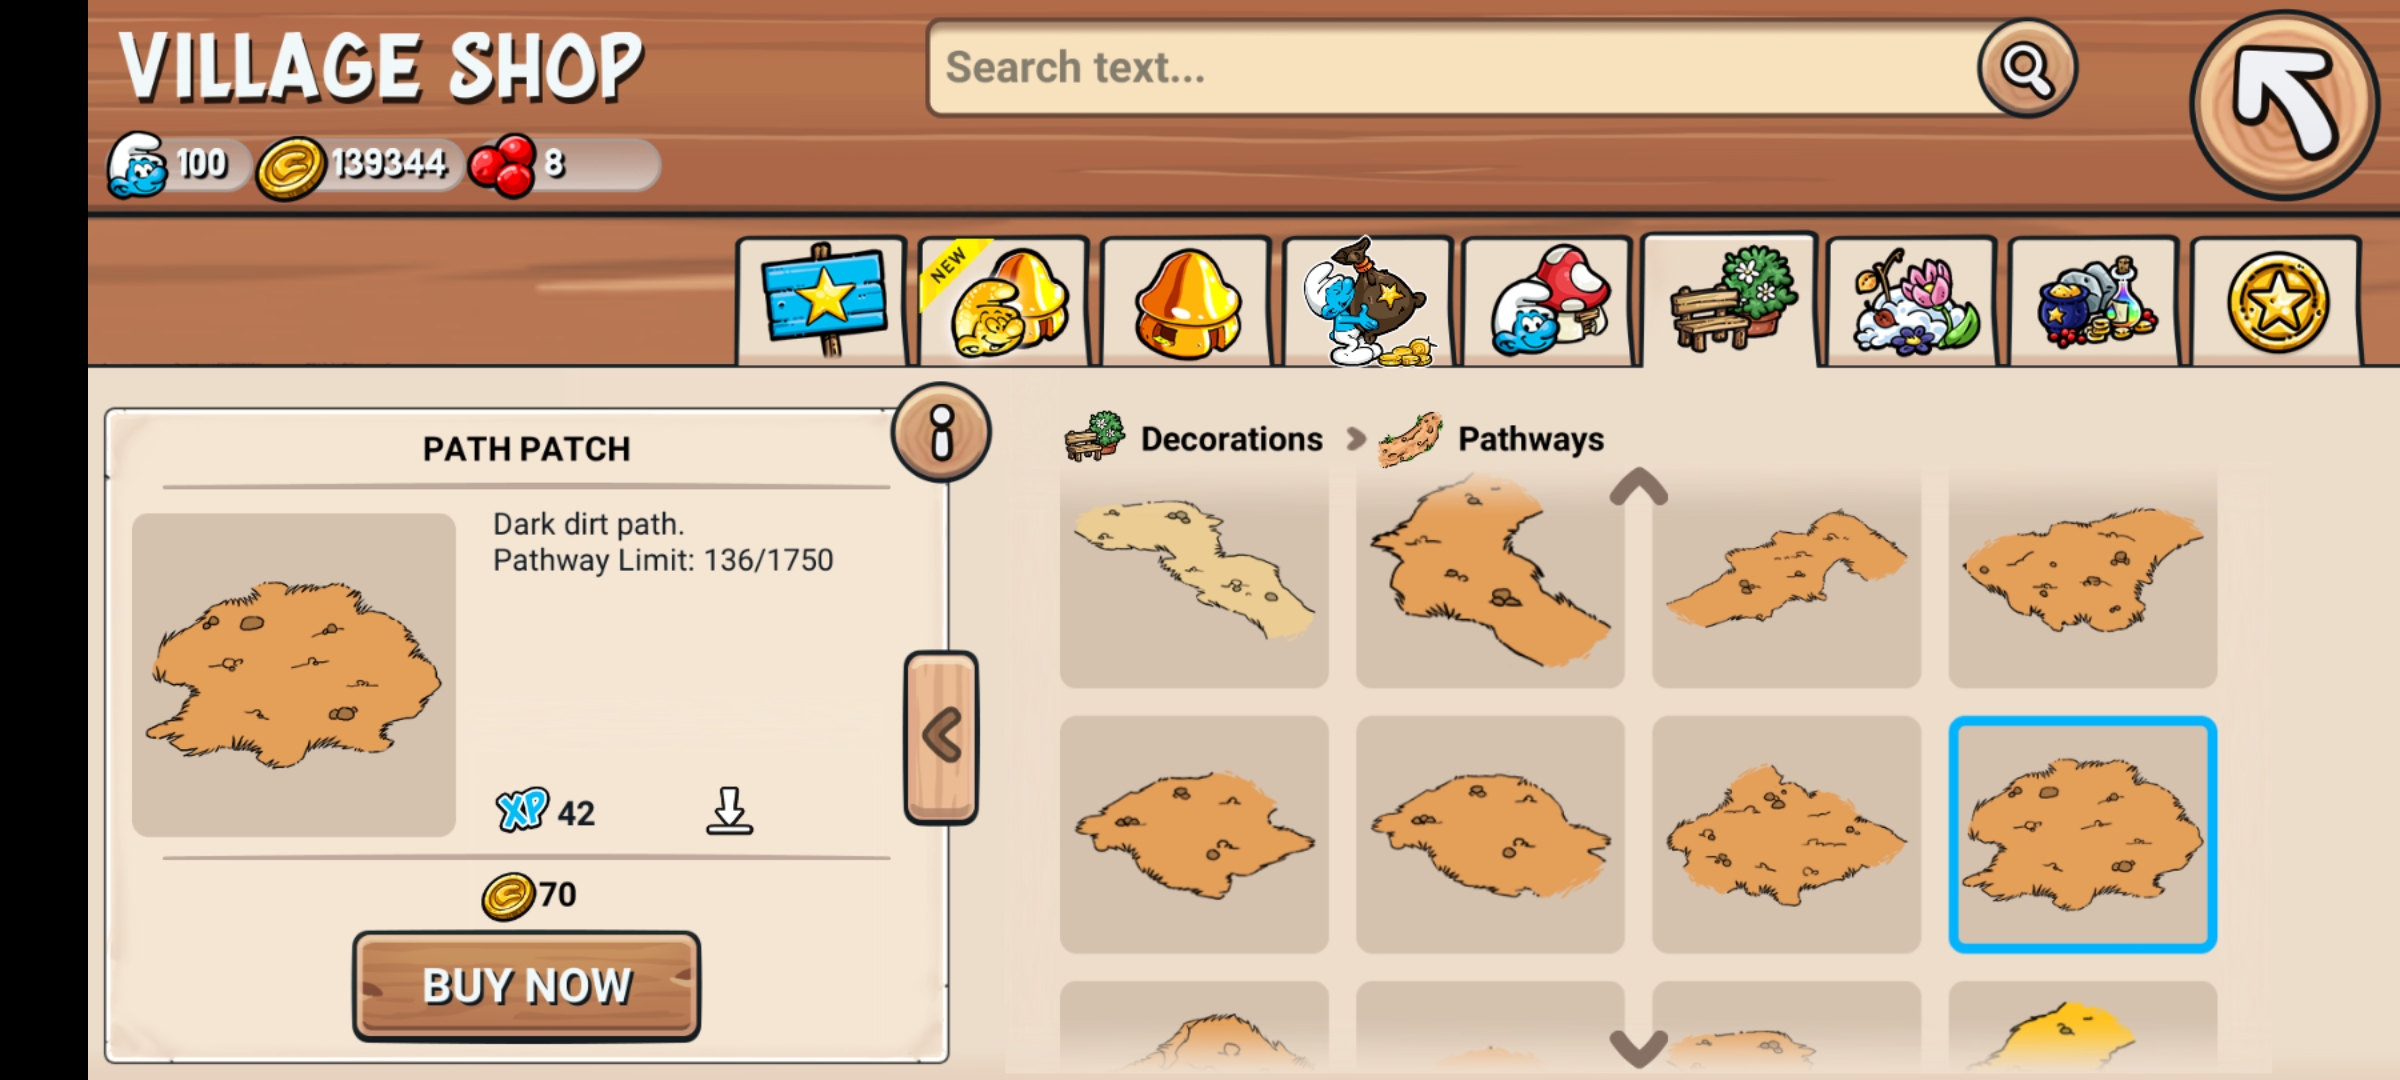 VILLAGE SHOP
Search text...
100
139344
8
NEW
PATH PATCH
Dark dirt path.
Pathway Limit: 136/1750
XP 42
70
BUY NOW
Decorations > Pathways